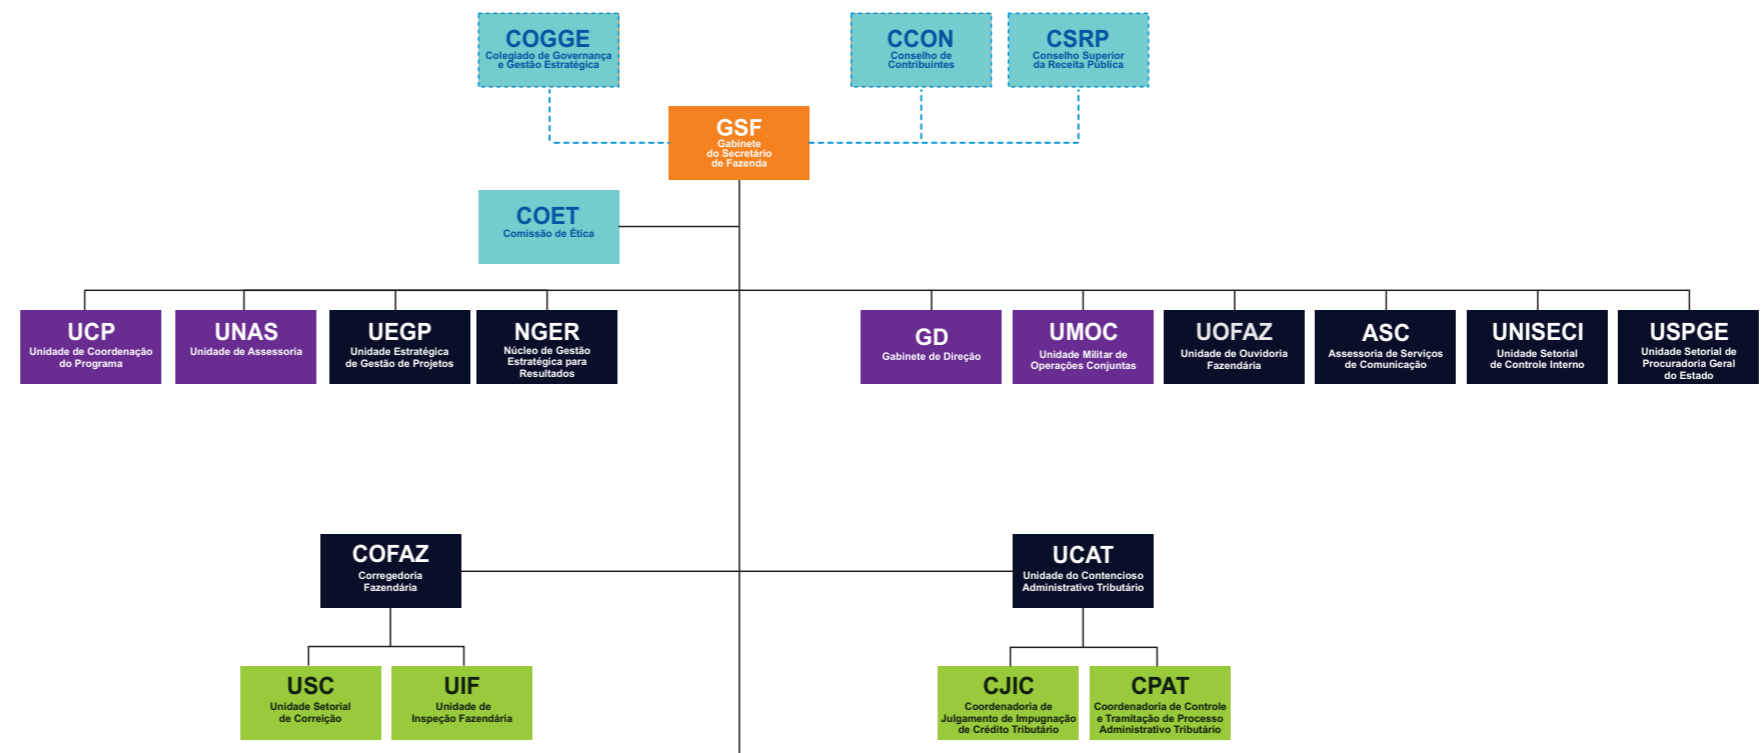 COGGE
Colegiado de Governança
e Gestão Estratégica
CCON
Conselho de
Contribuintes
CSRP
Conselho Superior
da Receita Pública
GSF
Gabinete
do Secretário
de Fazenda
COET
Comissão de Ética
UCP
Unidade de Coordenação
do Programa
UNAS
Unidade de Assessoria
UEGP
Unidade Estratégica
de Gestão de Projetos
NGER
Núcleo de Gestão
Estratégica para
Resultados
GD
Gabinete de Direção
UMOC
Unidade Militar de
Operações Conjuntas
UOFAZ
Unidade de Ouvidoria
Fazendária
ASC
Assessoria de Serviços
de Comunicação
UNISECI
Unidade Setorial
de Controle Interno
USPGE
Unidade Setorial de
Procuradoria Geral
do Estado
COFAZ
Corregedoria
Fazendária
UCAT
Unidade do Contencioso
Administrativo Tributário
USC
Unidade Setorial
de Correição
UIF
Unidade de
Inspeção Fazendária
CJIC
Coordenadoria de
Julgamento de Impugnação
de Crédito Tributário
CPAT
Coordenadoria de Controle
e Tramitação de Processo
Administrativo Tributário